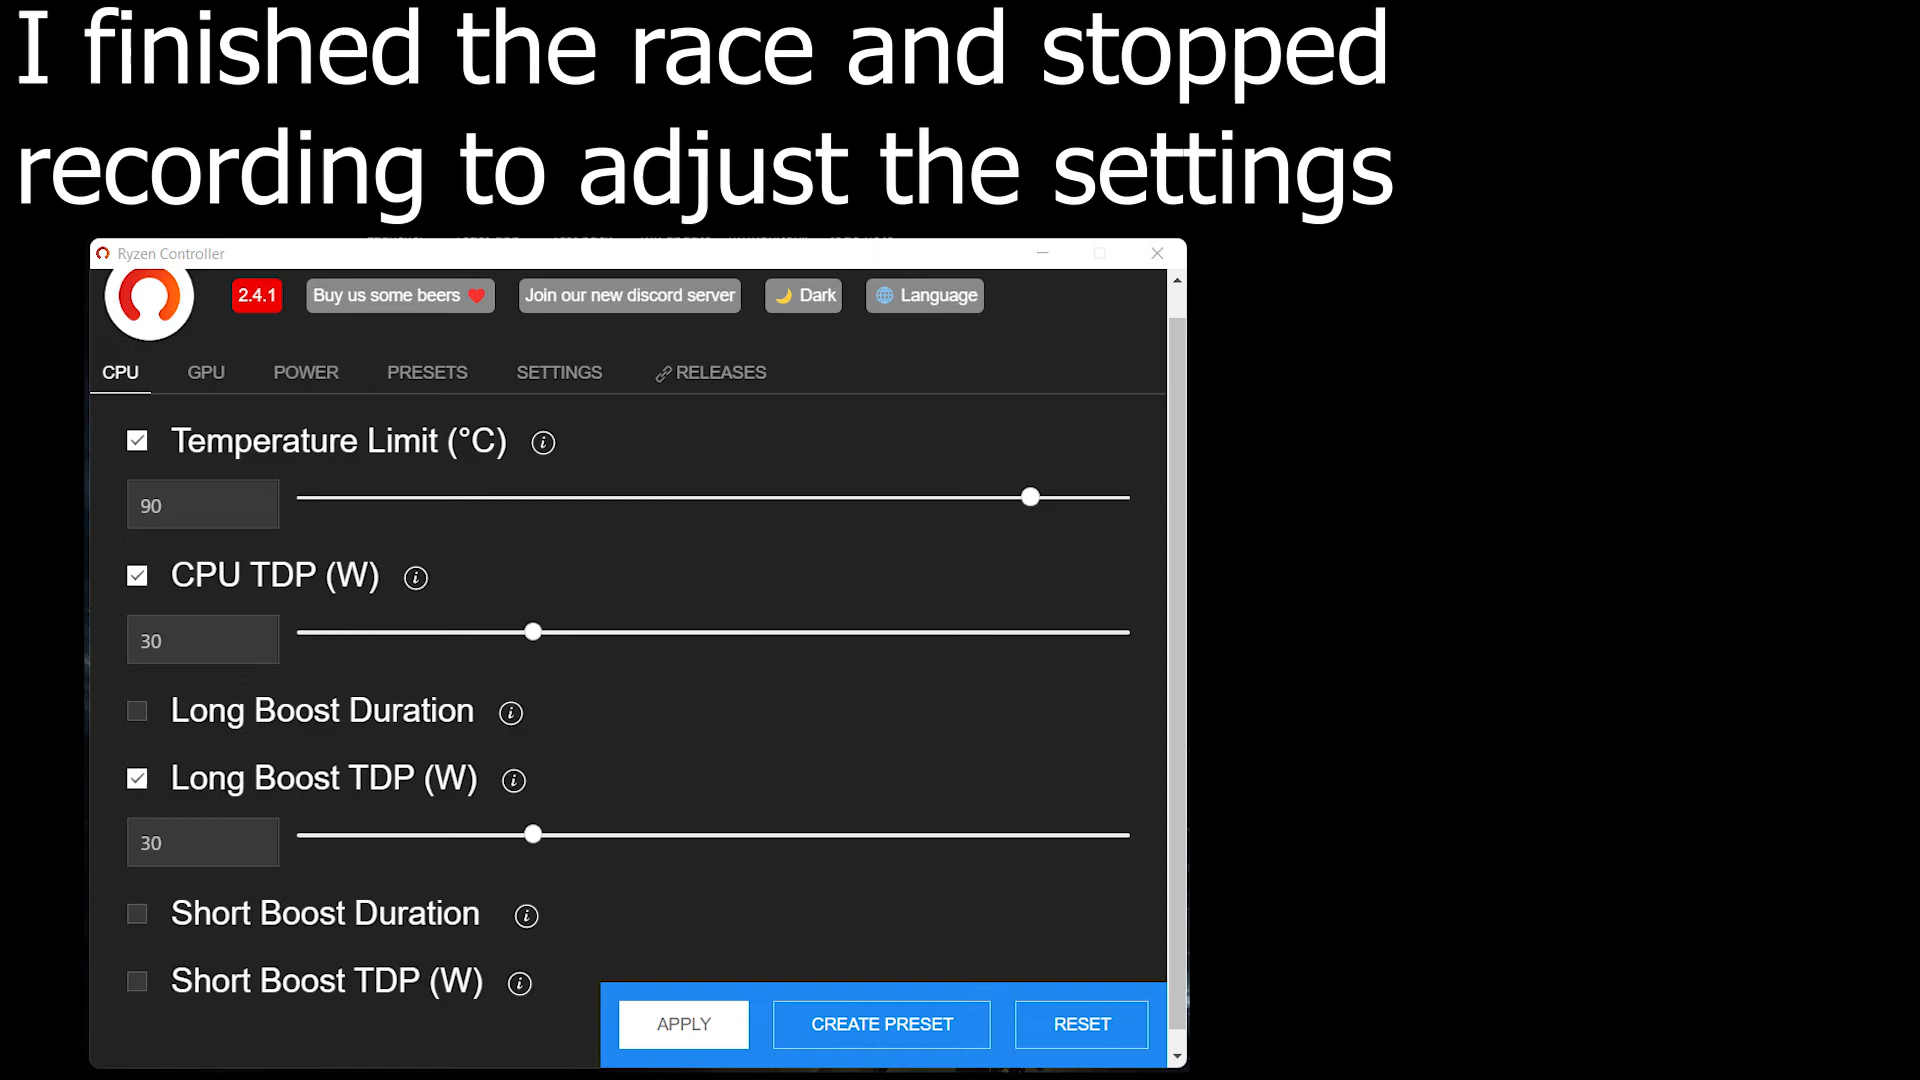 I finished the race and stopped
recording to adjust the settings
Ryzen Controller
2.4.1 Buy us some beers Join our new discord server Dark Language
CPU GPU POWER PRESETS SETTINGS RELEASES
Temperature Limit (°C)
90
CPU TDP (W)
30
Long Boost Duration
Long Boost TDP (W)
30
Short Boost Duration
Short Boost TDP (W)
APPLY CREATE PRESET RESET